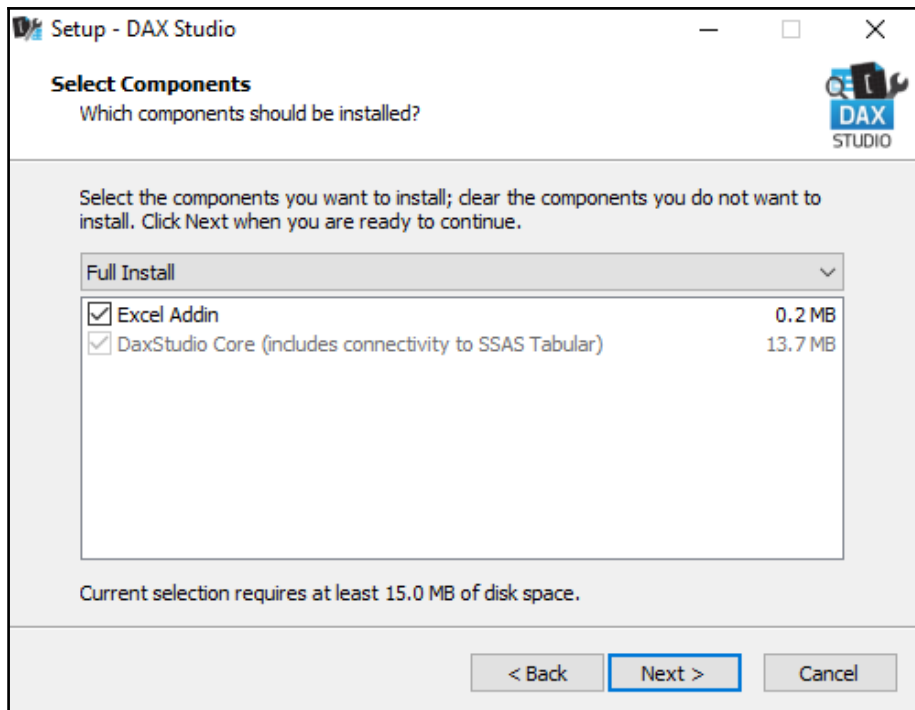 Setup - DAX Studio
Select Components
Which components should be installed?
DAX
STUDIO
Select the components you want to install; clear the components you do not want to
install. Click Next when you are ready to continue.
Full Install
Excel Addin 0.2 MB
DaxStudio Core (includes connectivity to SSAS Tabular) 13.7 MB
Current selection requires at least 15.0 MB of disk space.
< Back Next > Cancel